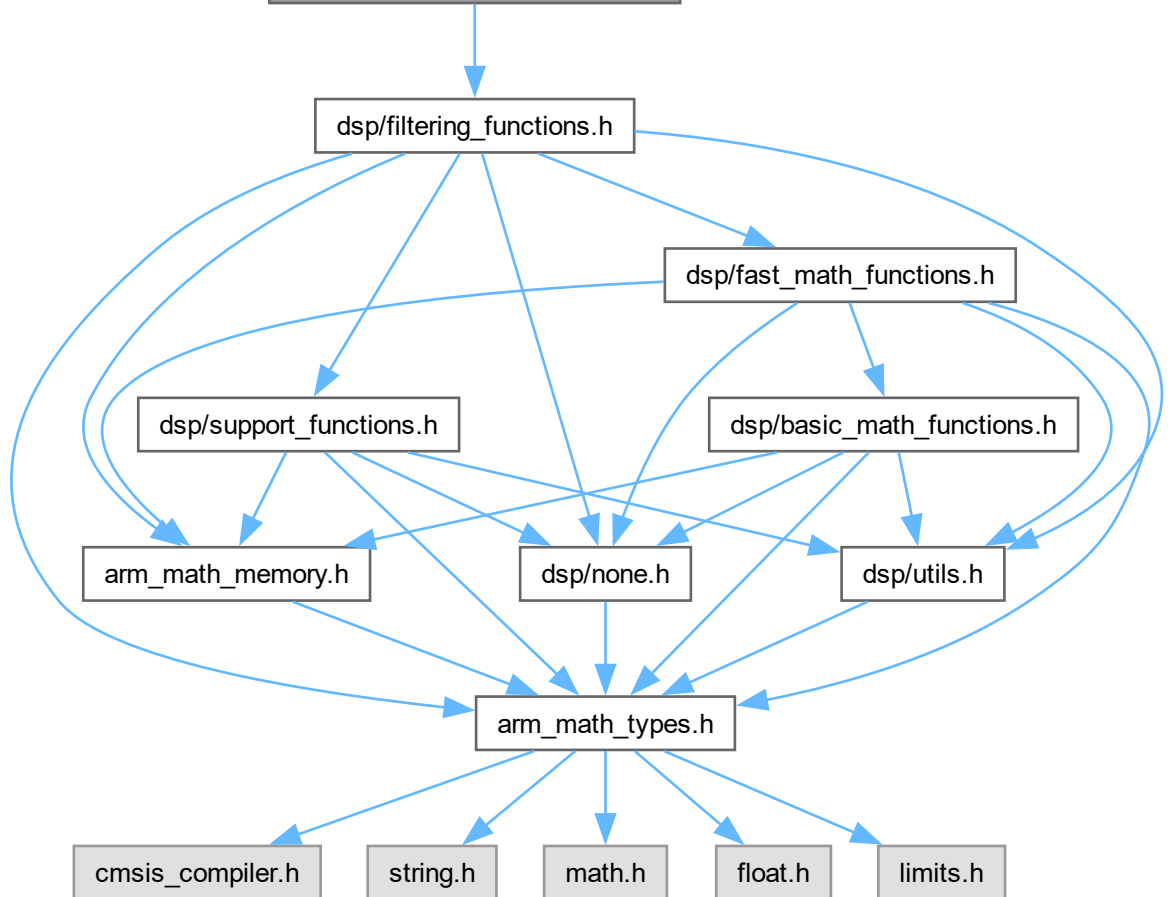 dsp/filtering_functions.h
dsp/fast_math_functions.h
dsp/support_functions.h
dsp/basic_math_functions.h
arm_math_memory.h
dsp/none.h
dsp/utils.h
arm_math_types.h
cmsis_compiler.h
string.h
math.h
float.h
limits.h